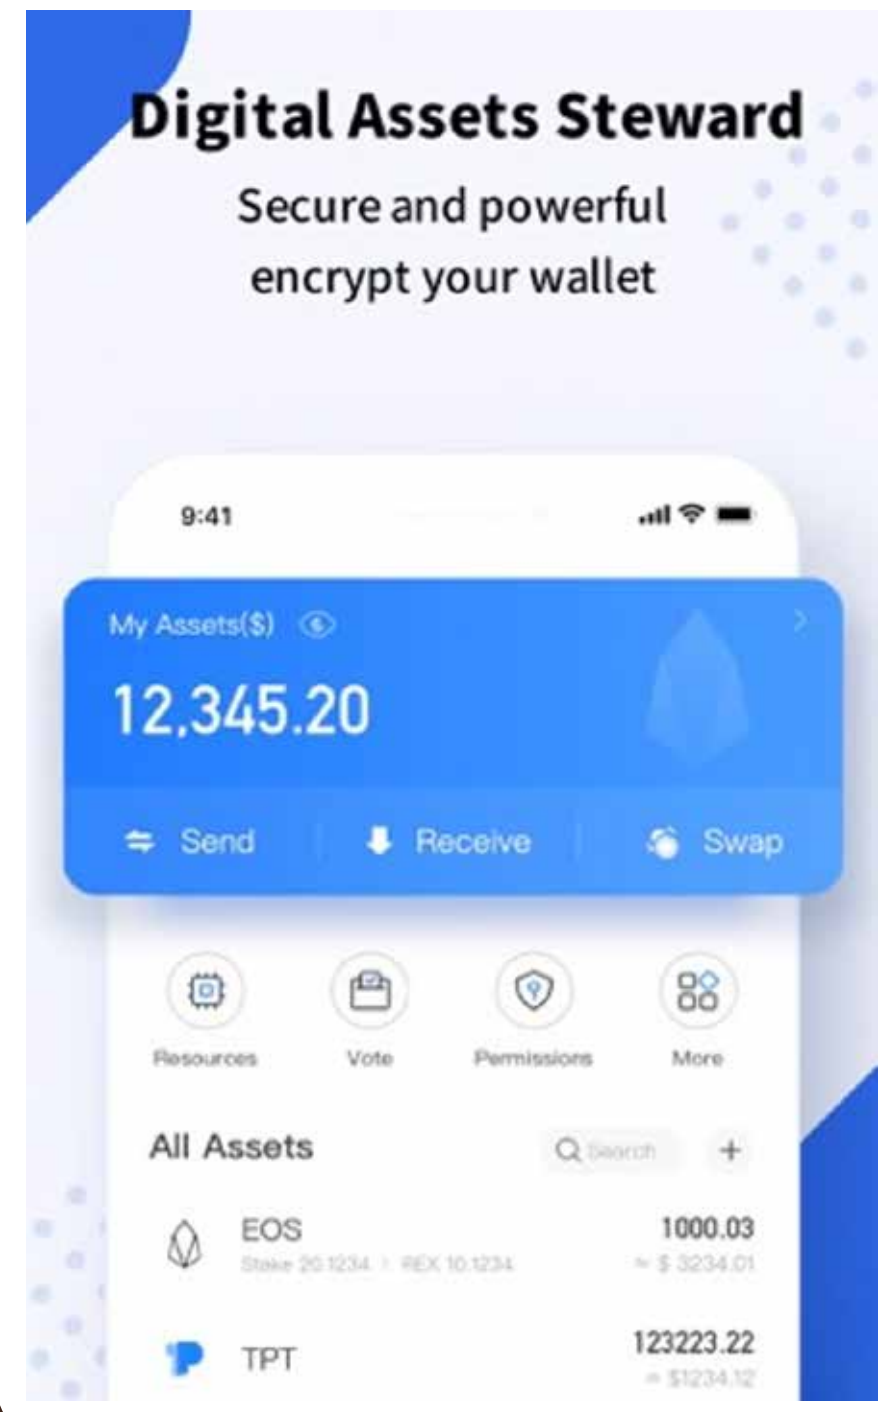 Digital Assets Steward
Secure and powerful
encrypt your wallet
9:41
My Assets($)
12,345.20
Send
Receive
Swap
Resources
Vote
Permissions
More
All Assets
Search
EOS
1000.03
Stake 20.1234 > REX 10.1234
≈ $ 3234.01
TPT
123223.22
≈ $1234.12